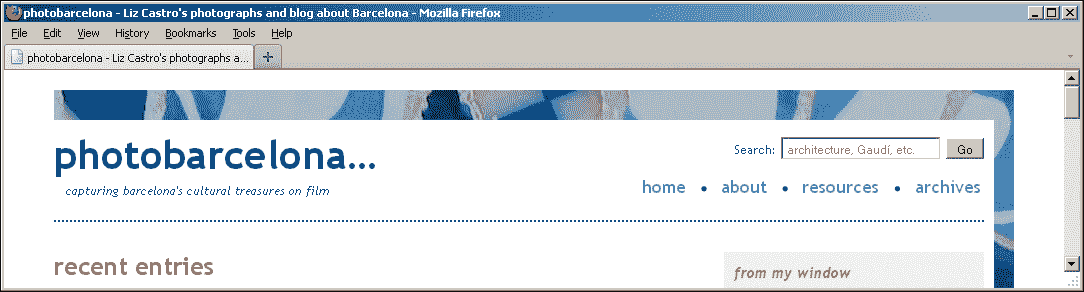 photobarcelona - Liz Castro's photographs and blog about Barcelona - Mozilla Firefox
File Edit View History Bookmarks Tools Help
photobarcelona - Liz Castro's photographs a...
photobarcelona...
Search: architecture, Gaudí, etc. Go
capturing barcelona's cultural treasures on film
home • about • resources • archives
recent entries
from my window